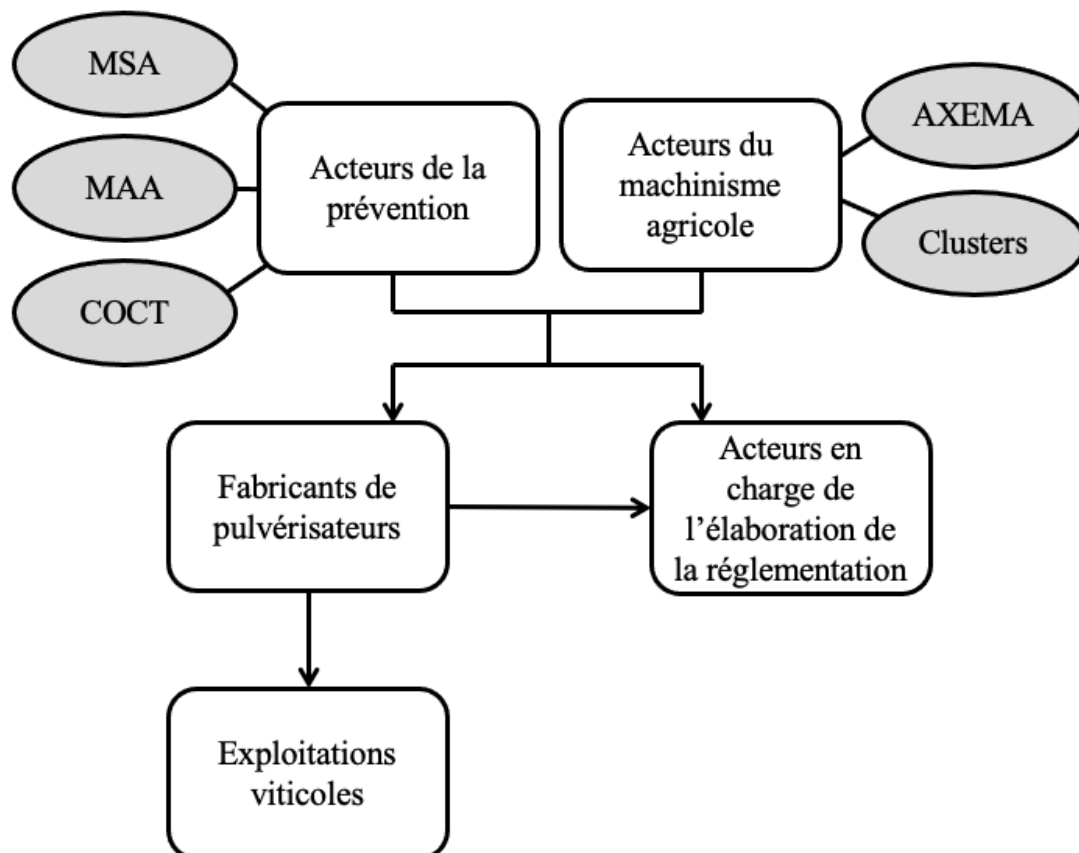 MSA
MAA
COCT
Acteurs de la
prévention
Acteurs du
machinisme
agricole
AXEMA
Clusters
Fabricants de
pulvérisateurs
Acteurs en
charge de
l’élaboration de
la réglementation
Exploitations
viticoles